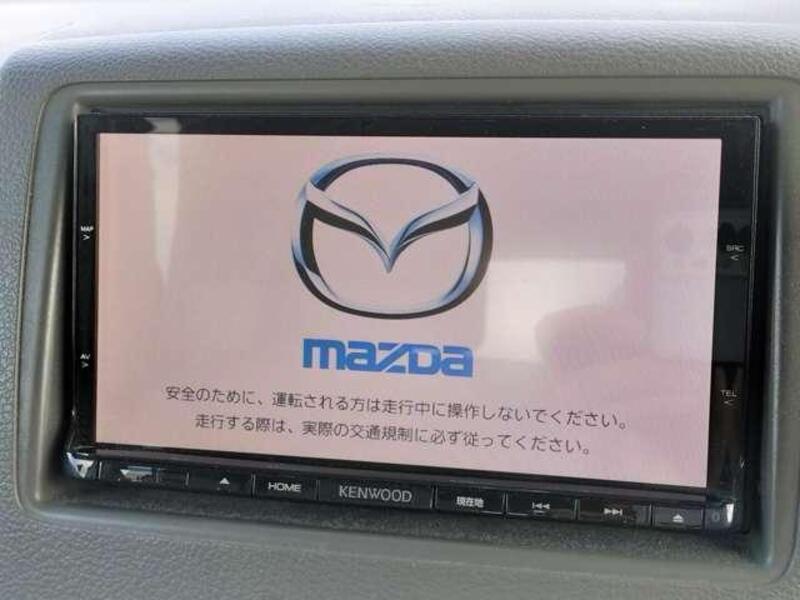 mazda
安全のために、運転される方は走行中に操作しないでください。
走行する際は、実際の交通規制に必ず従ってください。
MAP
AV
SRC
TEL
HOME
KENWOOD
現在地